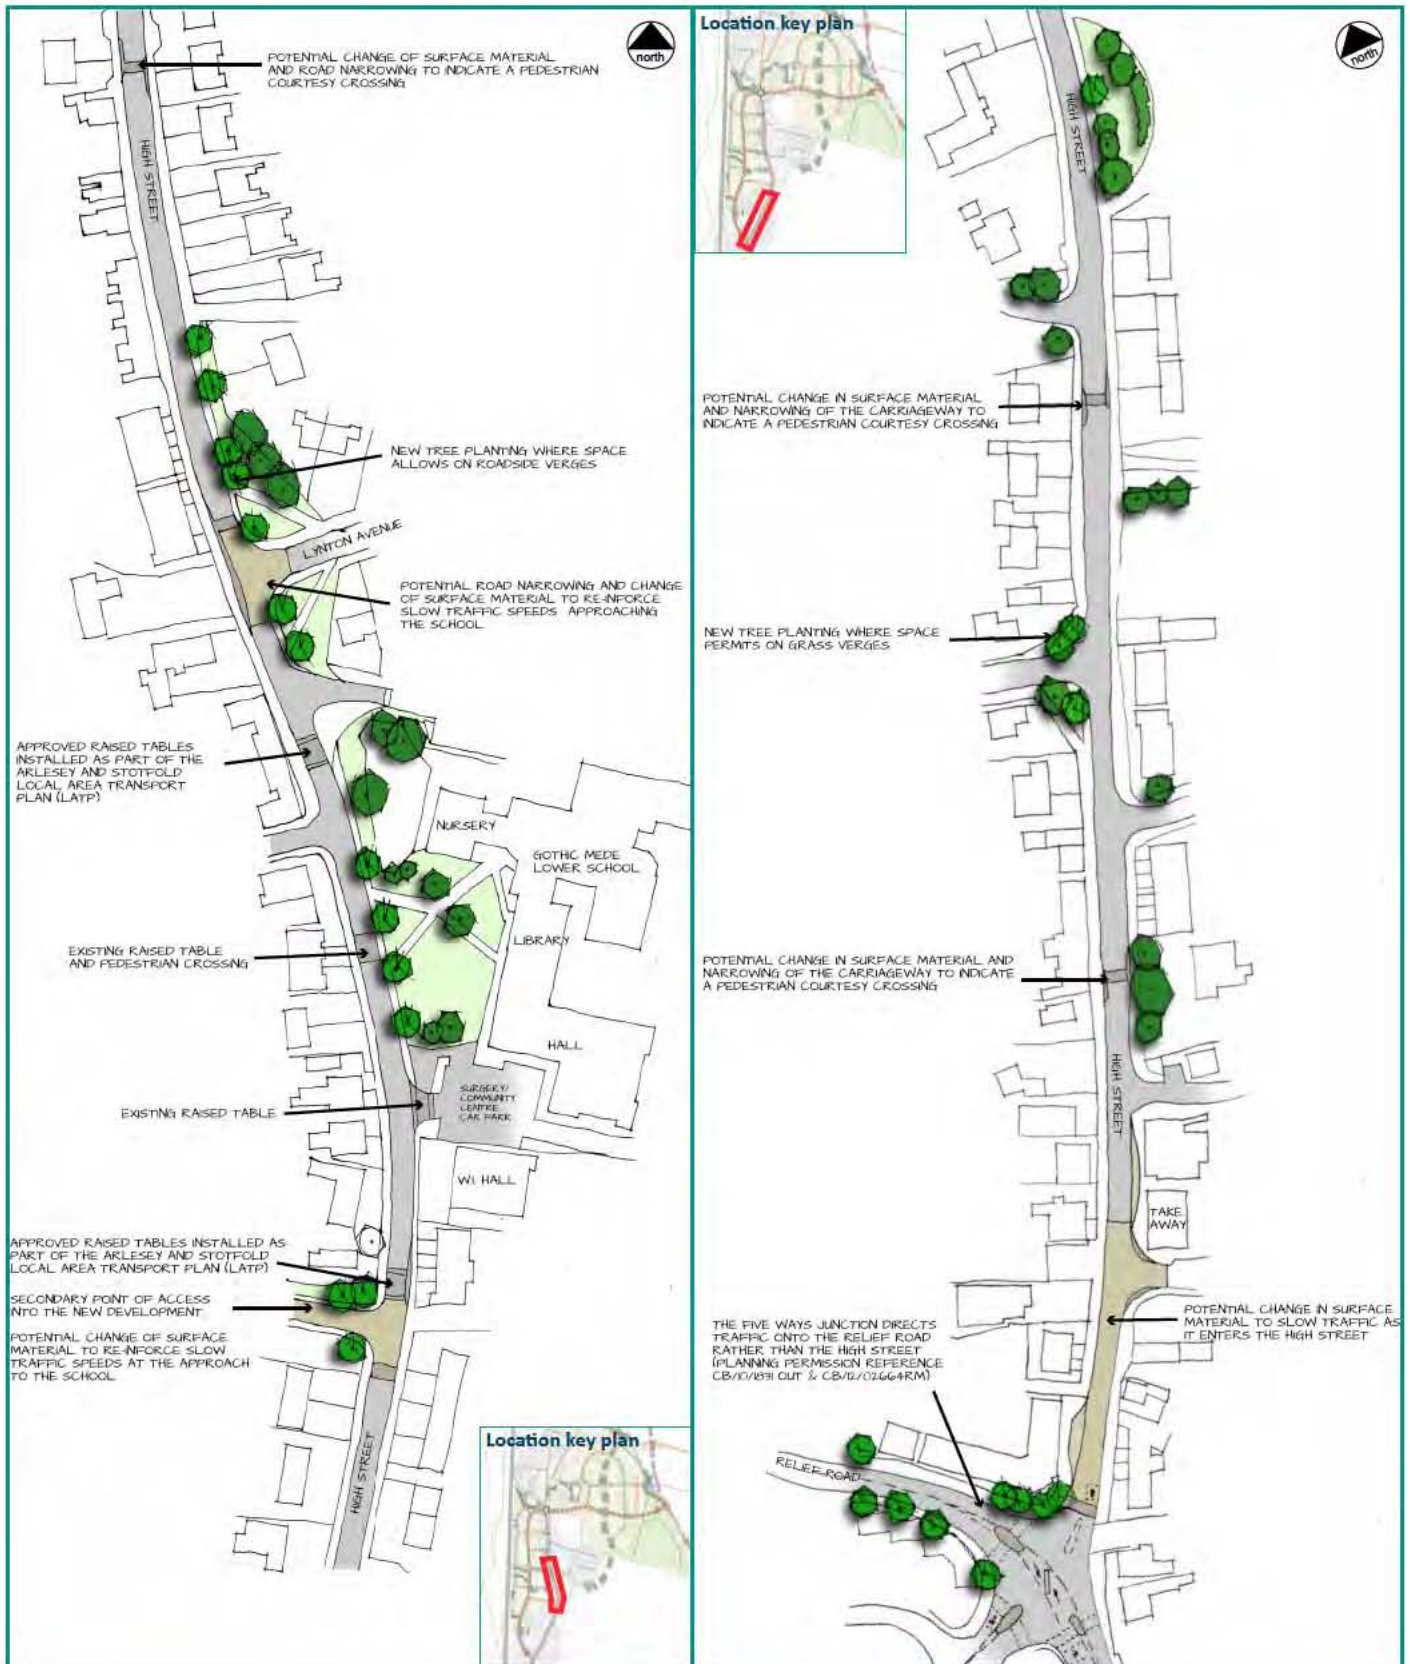 POTENTIAL CHANGE OF SURFACE MATERIAL
AND ROAD NARROWING TO INDICATE A PEDESTRIAN
COURTESY CROSSING
north
HIGH STREET
NEW TREE PLANTING WHERE SPACE
ALLOWS ON ROADSIDE VERGES
LYNTON AVENUE
POTENTIAL ROAD NARROWING AND CHANGE
OF SURFACE MATERIAL TO RE-INFORCE
SLOW TRAFFIC SPEEDS APPROACHING
THE SCHOOL
APPROVED RAISED TABLES
INSTALLED AS PART OF THE
ARLESEY AND STOTFOLD
LOCAL AREA TRANSPORT
PLAN (LATP)
NURSERY
GOTHIC MEDE
LOWER SCHOOL
LIBRARY
EXISTING RAISED TABLE
AND PEDESTRIAN CROSSING
HALL
SURGERY/
COMMUNITY
CENTRE
CAR PARK
EXISTING RAISED TABLE
W.I. HALL
APPROVED RAISED TABLES INSTALLED AS
PART OF THE ARLESEY AND STOTFOLD
LOCAL AREA TRANSPORT PLAN (LATP)
SECONDARY POINT OF ACCESS
INTO THE NEW DEVELOPMENT
POTENTIAL CHANGE OF SURFACE
MATERIAL TO RE-INFORCE SLOW
TRAFFIC SPEEDS AT THE APPROACH
TO THE SCHOOL
HIGH STREET
Location key plan
Location key plan
north
HIGH STREET
POTENTIAL CHANGE IN SURFACE MATERIAL
AND NARROWING OF THE CARRIAGEWAY TO
INDICATE A PEDESTRIAN COURTESY CROSSING
NEW TREE PLANTING WHERE SPACE
PERMITS ON GRASS VERGES
POTENTIAL CHANGE IN SURFACE MATERIAL AND
NARROWING OF THE CARRIAGEWAY TO INDICATE
A PEDESTRIAN COURTESY CROSSING
HIGH STREET
TAKE
AWAY
POTENTIAL CHANGE IN SURFACE
MATERIAL TO SLOW TRAFFIC AS
IT ENTERS THE HIGH STREET
THE FIVE WAYS JUNCTION DIRECTS
TRAFFIC ONTO THE RELIEF ROAD
RATHER THAN THE HIGH STREET
(PLANNING PERMISSION REFERENCE
CB/10/1831 OUT & CB/12/02664RM)
RELIEF ROAD